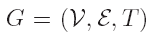 G = (𝒱, ℰ, T)